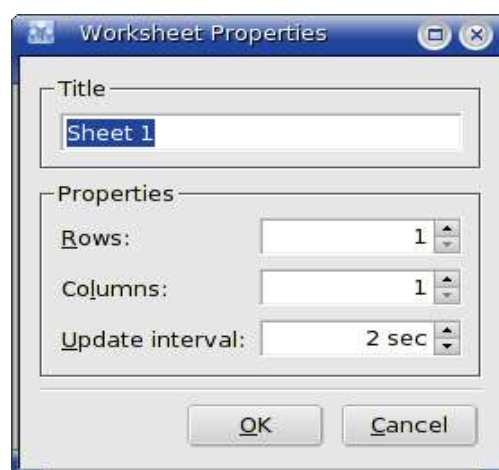 Worksheet Properties
Title
Sheet 1
Properties
Rows: 1
Columns: 1
Update interval: 2 sec
OK Cancel